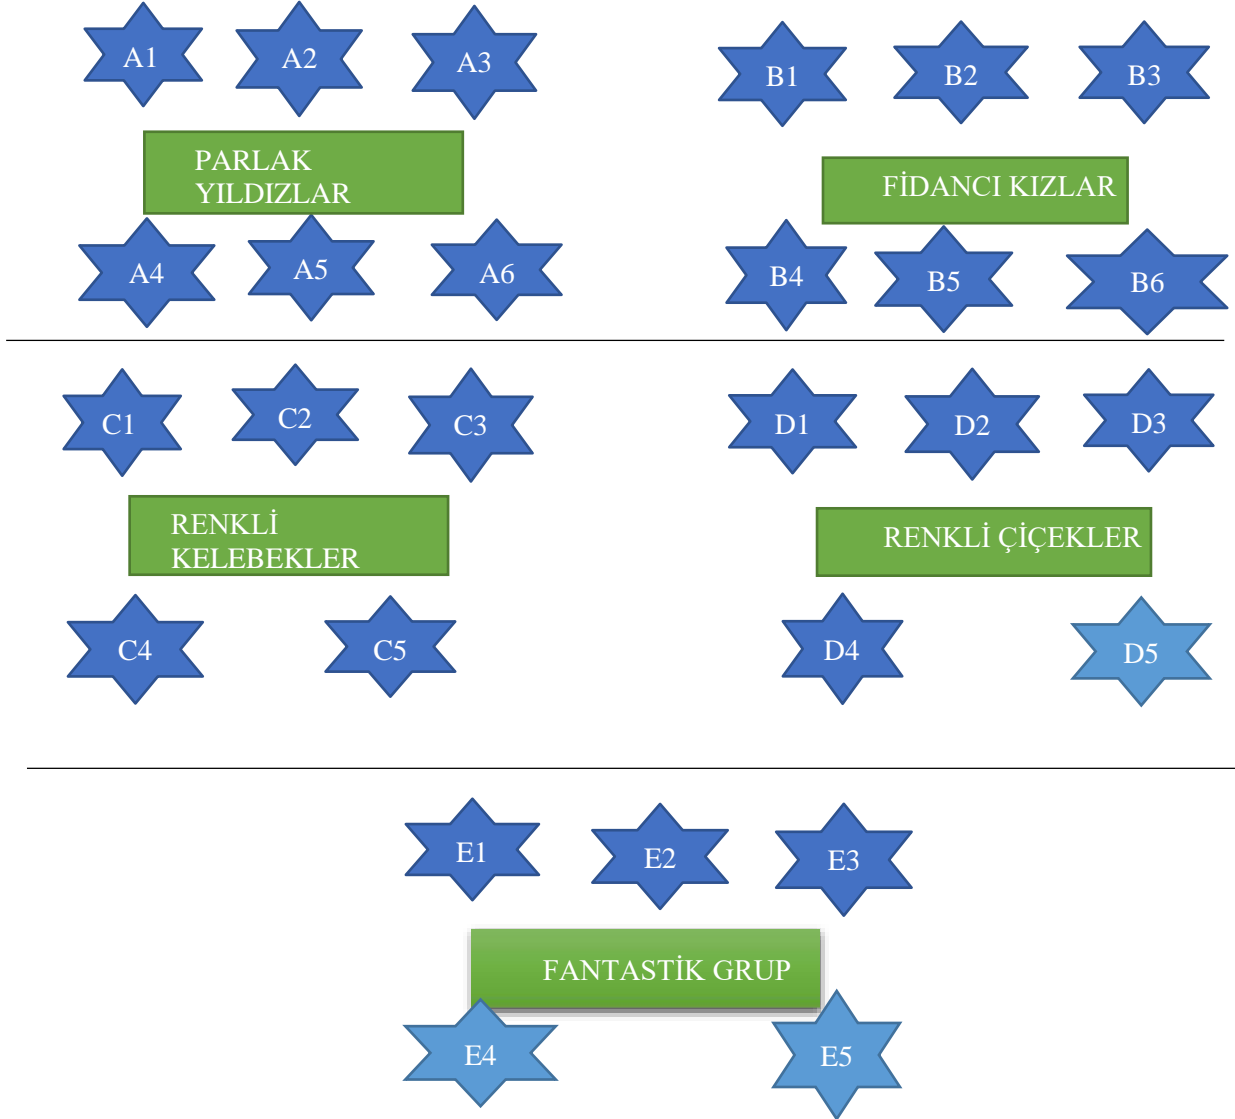 A1
A2
A3
PARLAK
YILDIZLAR
A4
A5
A6
B1
B2
B3
FİDANCI KIZLAR
B4
B5
B6
C1
C2
C3
RENKLİ
KELEBEKLER
C4
C5
D1
D2
D3
RENKLİ ÇİÇEKLER
D4
D5
E1
E2
E3
FANTASTİK GRUP
E4
E5